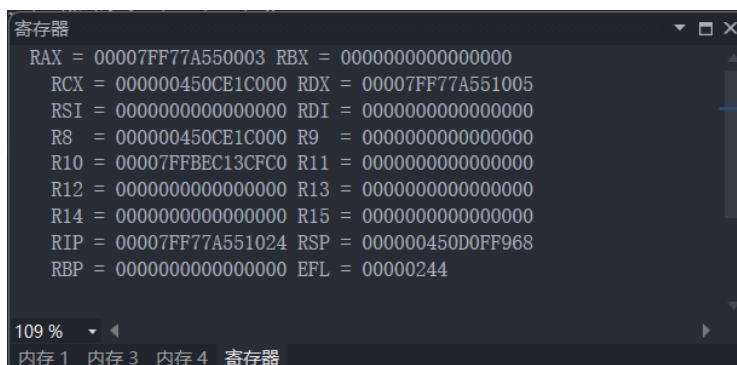 寄存器
RAX = 00007FF77A550003 RBX = 0000000000000000
RCX = 000000450CE1C000 RDX = 00007FF77A551005
RSI = 0000000000000000 RDI = 0000000000000000
R8 = 000000450CE1C000 R9 = 0000000000000000
R10 = 00007FFBEC13CFC0 R11 = 0000000000000000
R12 = 0000000000000000 R13 = 0000000000000000
R14 = 0000000000000000 R15 = 0000000000000000
RIP = 00007FF77A551024 RSP = 000000450D0FF968
RBP = 0000000000000000 EFL = 00000244
109 %
内存 1 内存 3 内存 4 寄存器